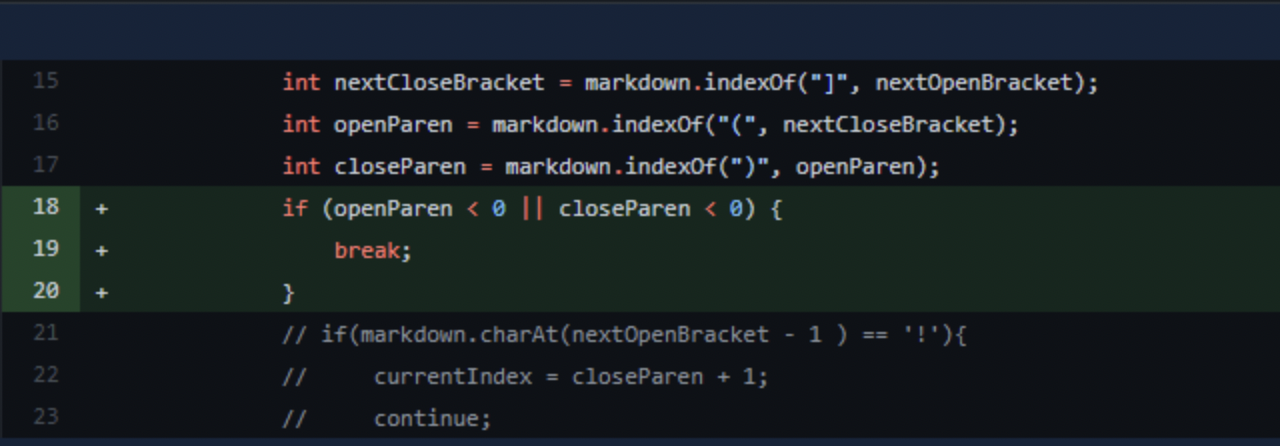 15 int nextCloseBracket = markdown.indexOf("]", nextOpenBracket);
16 int openParen = markdown.indexOf("(", nextCloseBracket);
17 int closeParen = markdown.indexOf(")", openParen);
18 + if (openParen < 0 || closeParen < 0) {
19 + break;
20 + }
21 // if(markdown.charAt(nextOpenBracket - 1 ) == '!'){
22 //     currentIndex = closeParen + 1;
23 //     continue;